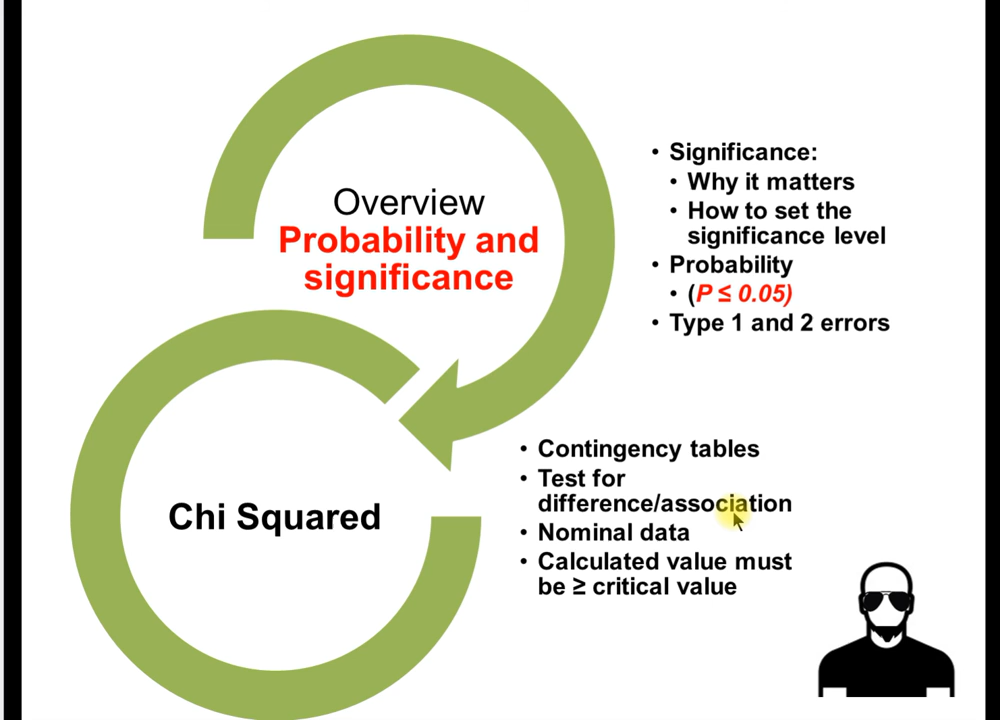 Overview
Probability and
significance
• Significance:
• Why it matters
• How to set the
significance level
• Probability
• (P ≤ 0.05)
• Type 1 and 2 errors
Chi Squared
• Contingency tables
• Test for
difference/association
• Nominal data
• Calculated value must
be ≥ critical value